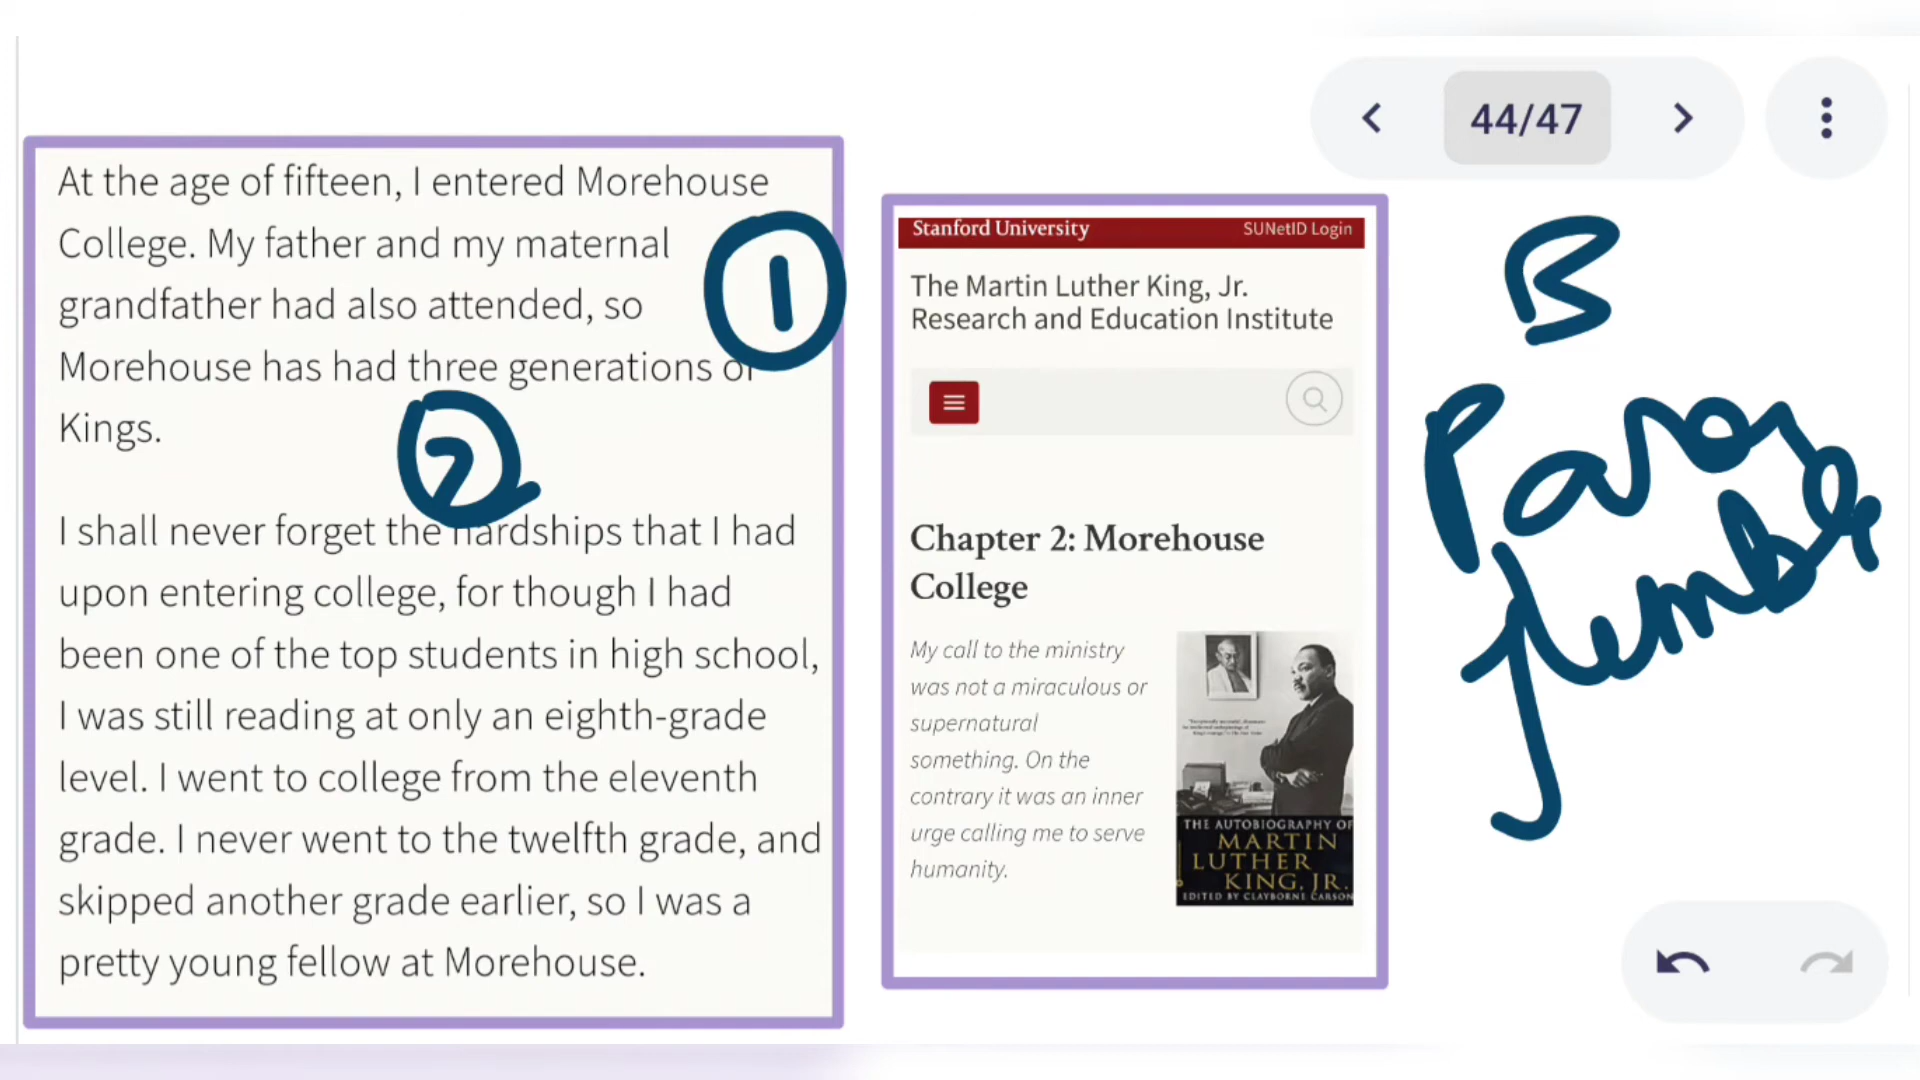 44/47
At the age of fifteen, I entered Morehouse
College. My father and my maternal
grandfather had also attended, so
Morehouse has had three generations of
Kings.
1
2
I shall never forget the hardships that I had
upon entering college, for though I had
been one of the top students in high school,
I was still reading at only an eighth-grade
level. I went to college from the eleventh
grade. I never went to the twelfth grade, and
skipped another grade earlier, so I was a
pretty young fellow at Morehouse.
Stanford University SUNetID Login
The Martin Luther King, Jr.
Research and Education Institute
Chapter 2: Morehouse
College
My call to the ministry
was not a miraculous or
supernatural
something. On the
contrary it was an inner
urge calling me to serve
humanity.
THE AUTOBIOGRAPHY OF
MARTIN
LUTHER
KING, JR.
EDITED BY CLAYBORNE CARSON
B